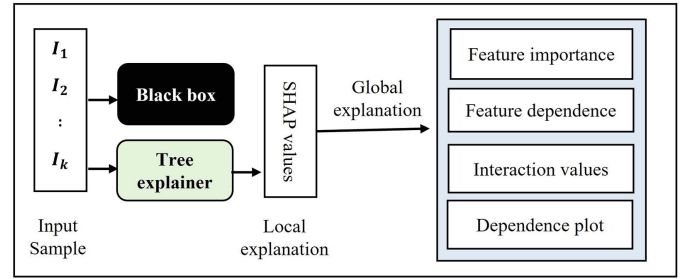 I1
I2
:
Ik
Input
Sample
Black box
Tree
explainer
SHAP values
Local
explanation
Global
explanation
Feature importance
Feature dependence
Interaction values
Dependence plot